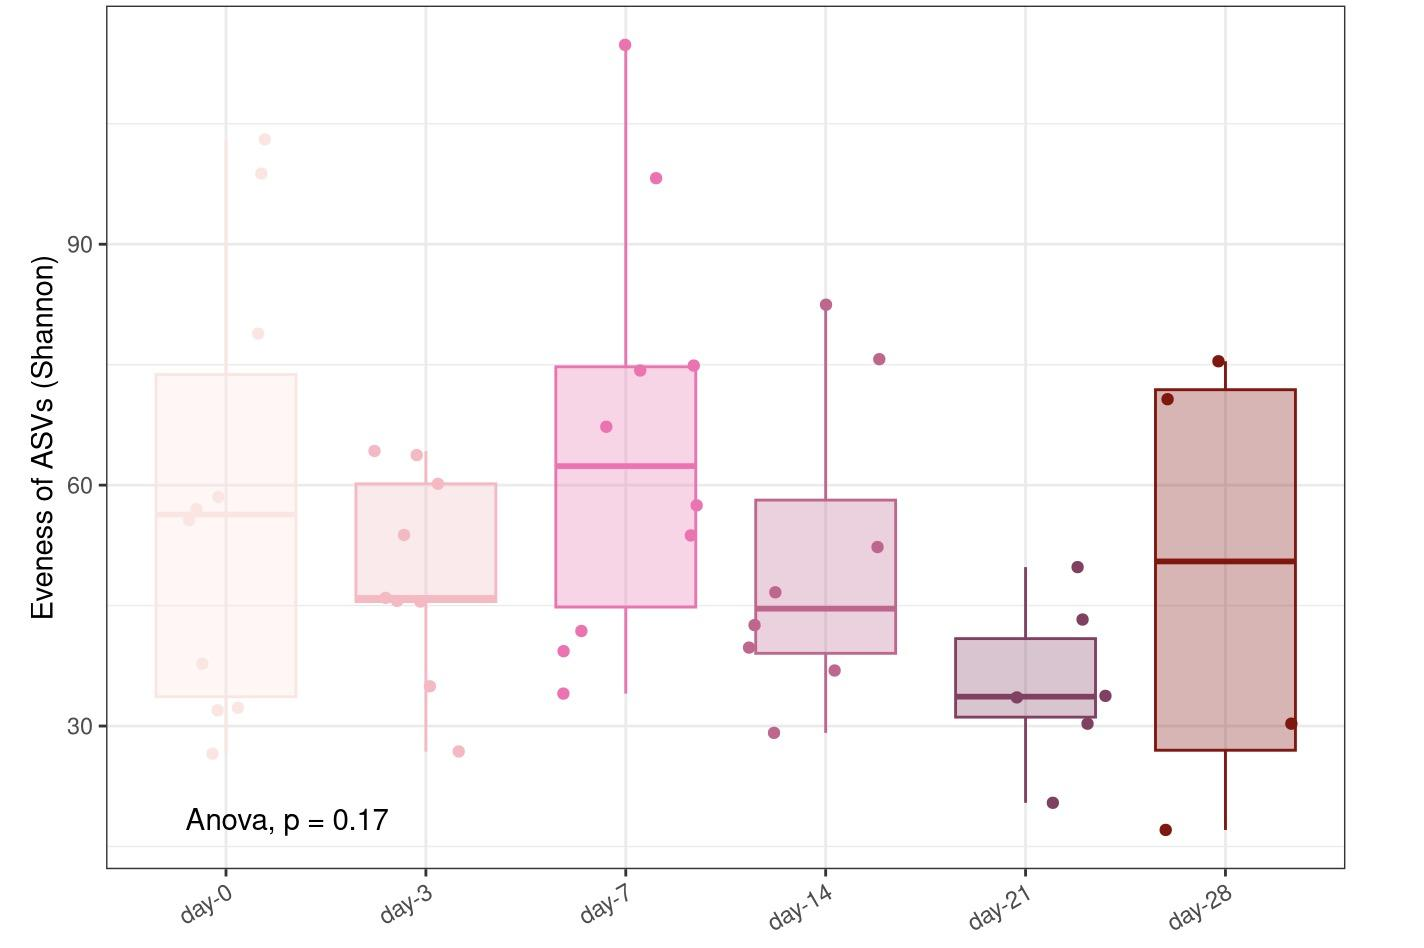 Eveness of ASVs (Shannon)
90
60
30
Anova, p = 0.17
day-0
day-3
day-7
day-14
day-21
day-28